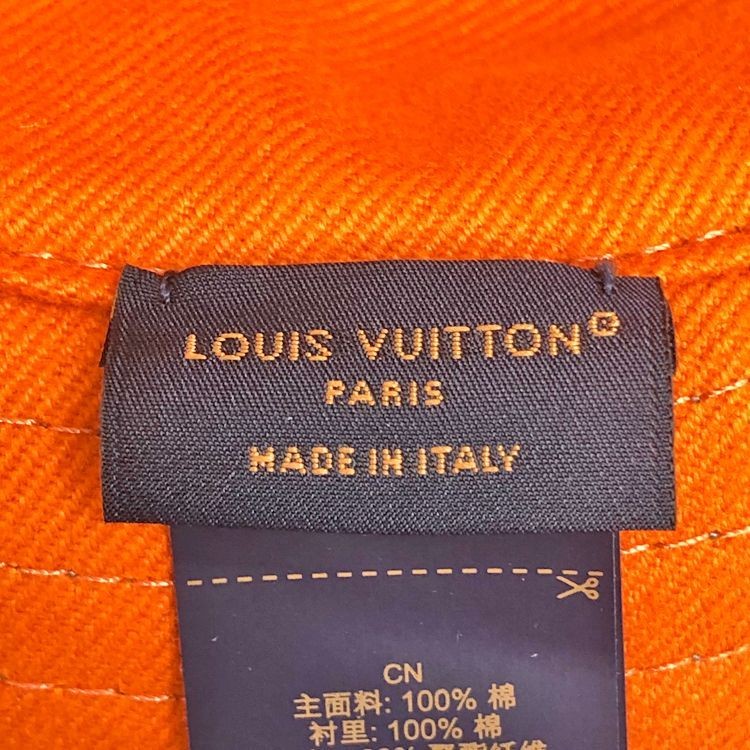 LOUIS VUITTON®
PARIS
MADE IN ITALY
CN
主面料: 100% 棉
衬里: 100% 棉